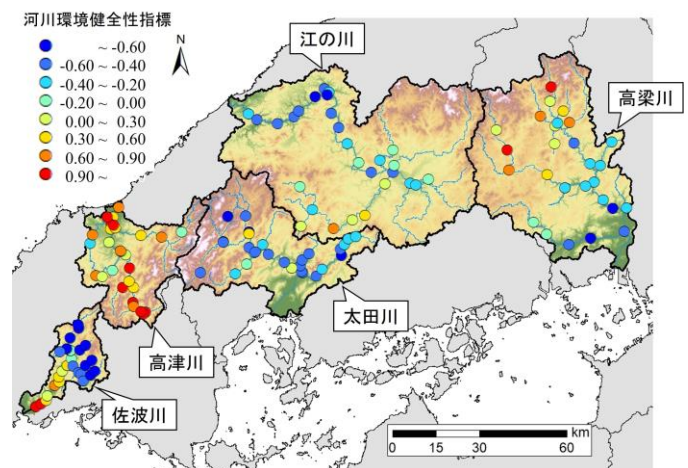 河川環境健全性指標
~ -0.60
-0.60 ~ -0.40
-0.40 ~ -0.20
-0.20 ~ 0.00
0.00 ~ 0.30
0.30 ~ 0.60
0.60 ~ 0.90
0.90 ~
N
江の川
高梁川
太田川
高津川
佐波川
km
0 15 30 60